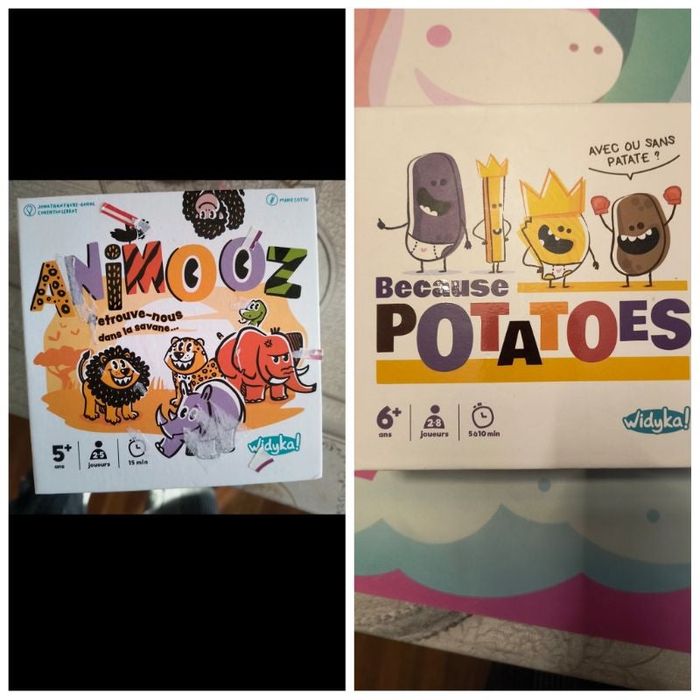 ANIMOOZ
etrouve-nous
dans la savane...
5+
ans
2-5
joueurs
15 min
widyka!
AVEC OU SANS
PATATE ?
Because
POTATOES
6+
ans
2-8
joueurs
5 à 10 min
widyka!